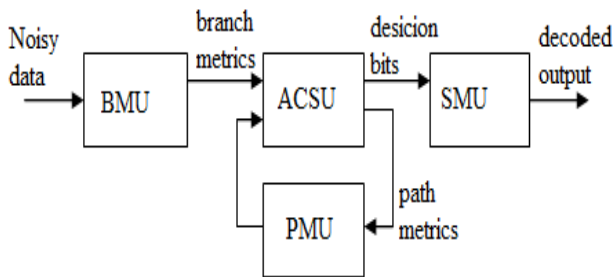 Noisy
data
BMU
branch
metrics
ACSU
desicion
bits
SMU
decoded
output
PMU
path
metrics